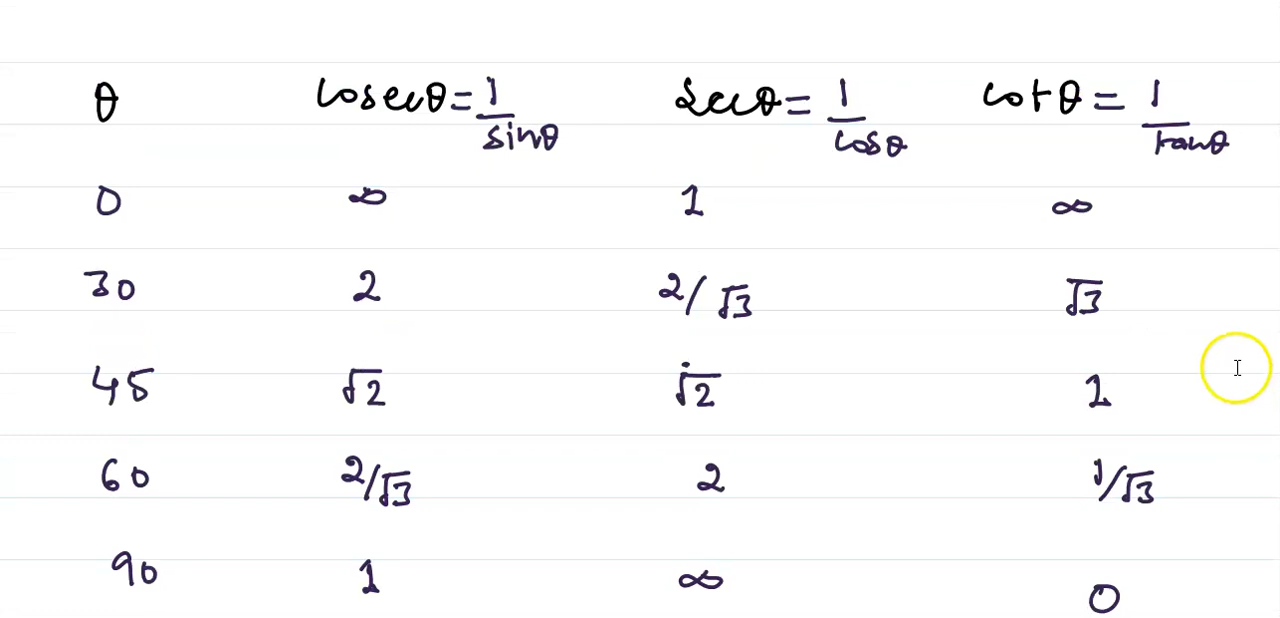 θ cosecθ = 1/sinθ secθ = 1/cosθ cotθ = 1/tanθ
0 ∞ 1 ∞
30 2 2/√3 √3
45 √2 √2 1
60 2/√3 2 1/√3
90 1 ∞ 0